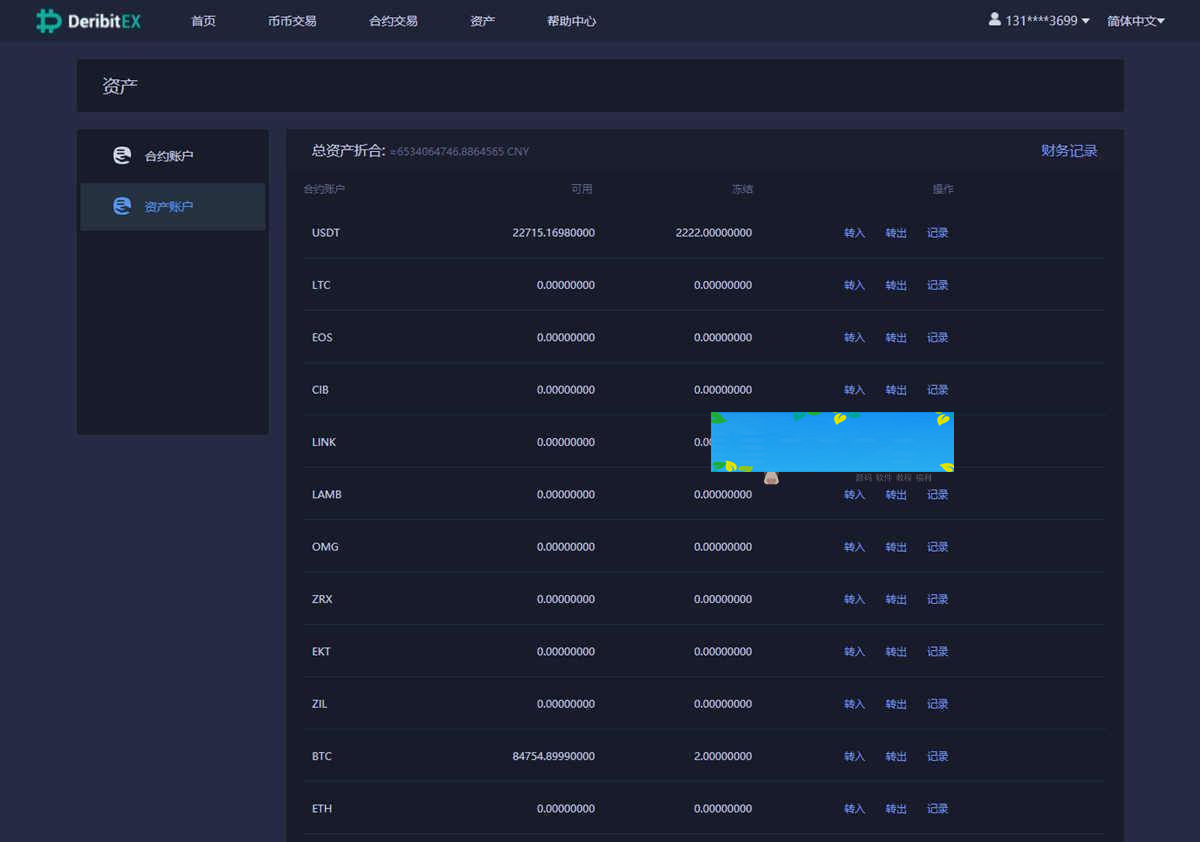 DeribitEX 首页 币币交易 合约交易 资产 帮助中心 131****3699 简体中文
资产
合约账户
资产账户
总资产折合: ≈6534064746.8864565 CNY 财务记录
合约账户 可用 冻结 操作
USDT 22715.16980000 2222.00000000 转入 转出 记录
LTC 0.00000000 0.00000000 转入 转出 记录
EOS 0.00000000 0.00000000 转入 转出 记录
CIB 0.00000000 0.00000000 转入 转出 记录
LINK 0.00000000 0.00
源码 软件 教程 福利
LAMB 0.00000000 0.00000000 转入 转出 记录
OMG 0.00000000 0.00000000 转入 转出 记录
ZRX 0.00000000 0.00000000 转入 转出 记录
EKT 0.00000000 0.00000000 转入 转出 记录
ZIL 0.00000000 0.00000000 转入 转出 记录
BTC 84754.89990000 2.00000000 转入 转出 记录
ETH 0.00000000 0.00000000 转入 转出 记录